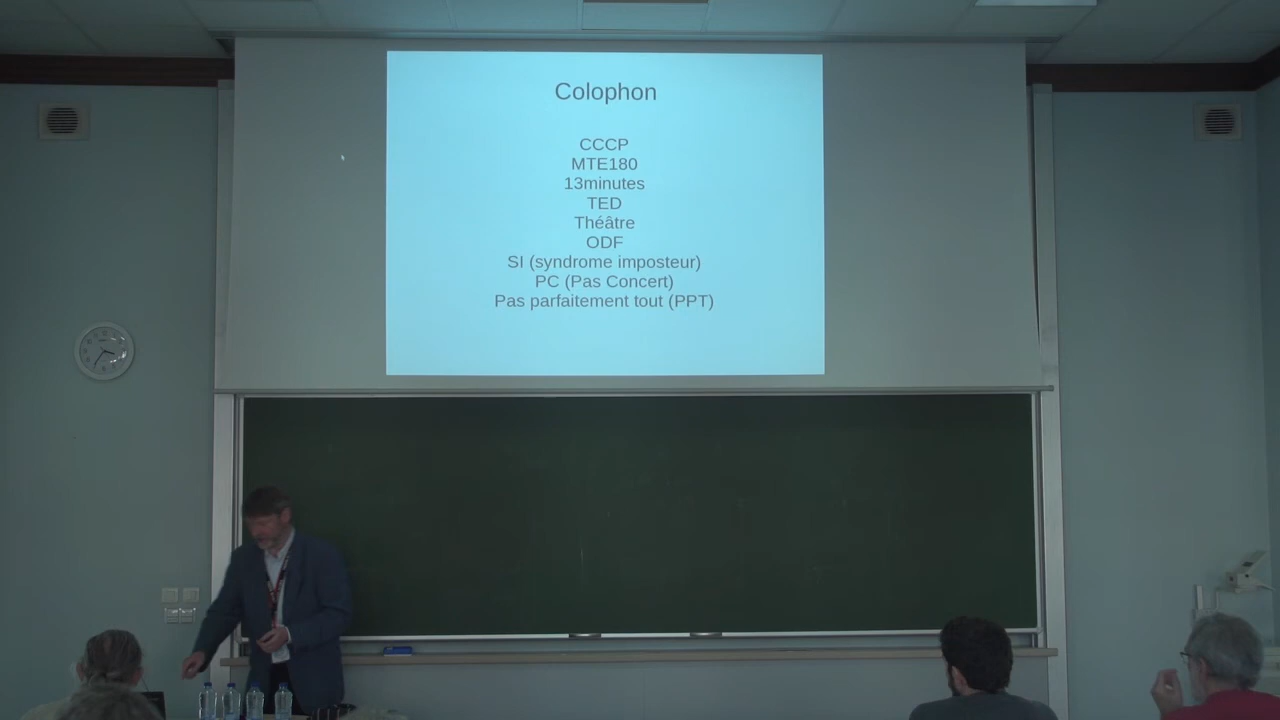 Colophon
CCCP
MTE180
13minutes
TED
Théâtre
ODF
SI (syndrome imposteur)
PC (Pas Concert)
Pas parfaitement tout (PPT)